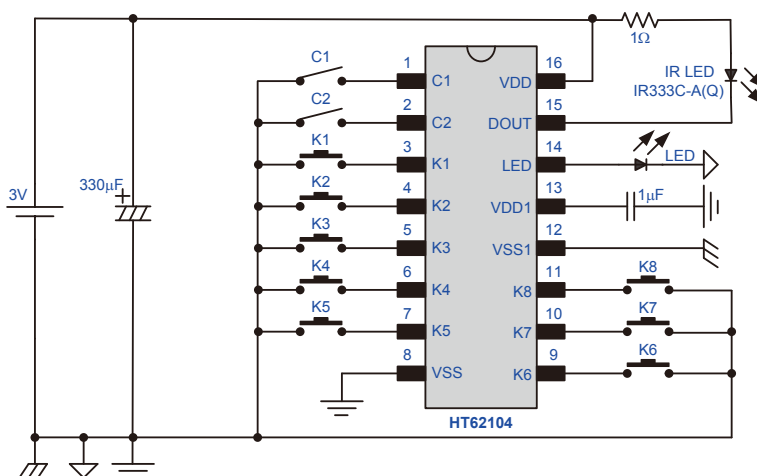 C1
1Ω
1
C1
VDD
16
IR LED
IR333C-A(Q)
C2
2
C2
DOUT
15
K1
3
K1
LED
14
LED
3V
330μF
+
K2
4
K2
VDD1
13
1μF
K3
5
K3
VSS1
12
K4
6
K4
K8
11
K8
K5
7
K5
K7
10
K7
8
VSS
K6
9
K6
HT62104